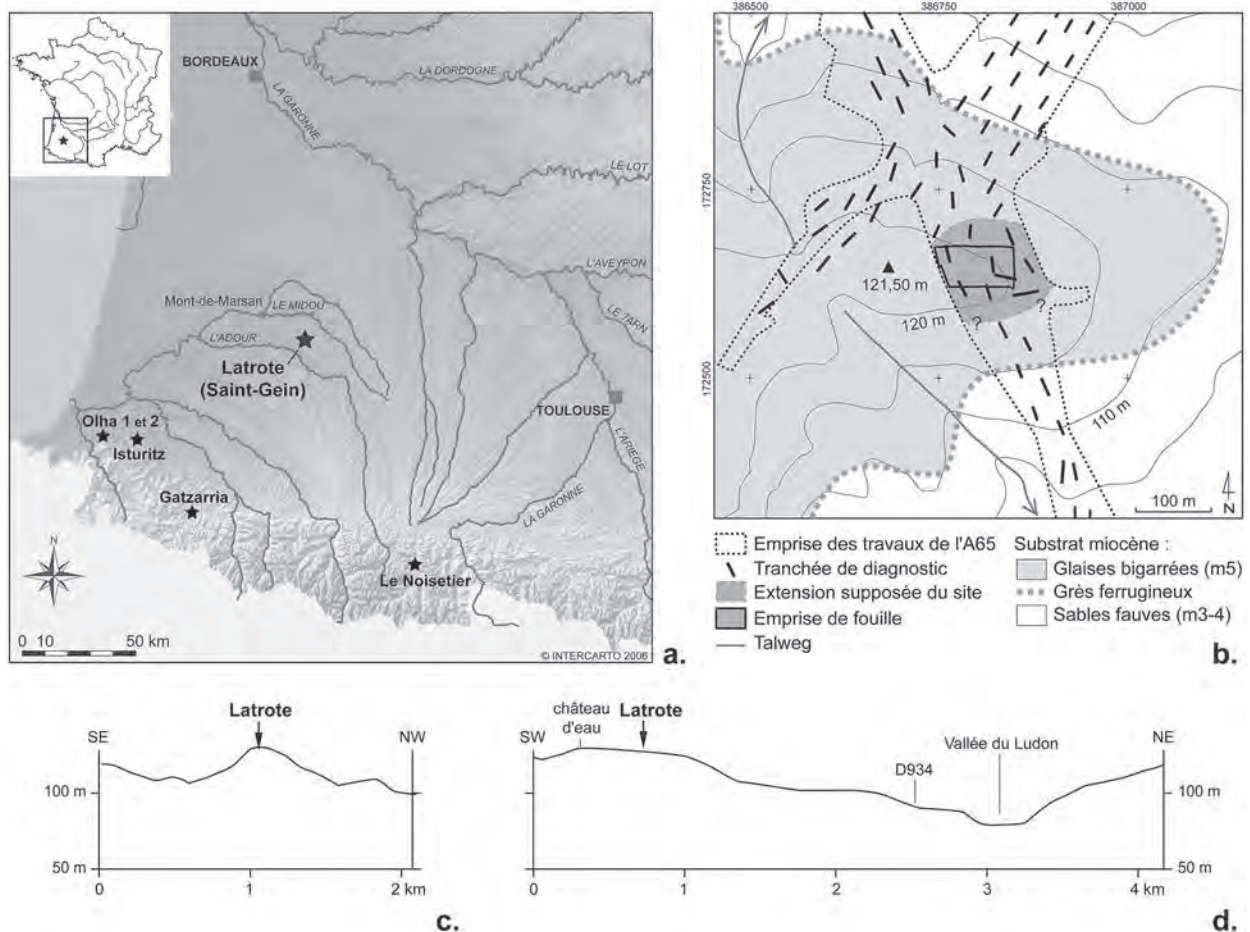 BORDEAUX
LA DORDOGNE
LA GARONNE
LE LOT
L'AVEYRON
LE TARN
Mont-de-Marsan
LE MIDOU
L'ADOUR
Latrote
(Saint-Gein)
TOULOUSE
Olha 1 et 2
Isturitz
L'ARIEGE
Gatzarria
LA GARONNE
Le Noisetier
N
0 10 50 km
© INTERCARTO 2006
a.
386500 386750 387000
172750
121,50 m
120 m
?
?
172500
110 m
100 m
N
Emprise des travaux de l'A65
Tranchée de diagnostic
Extension supposée du site
Emprise de fouille
Talweg
Substrat miocène :
Glaises bigarrées (m5)
Grès ferrugineux
Sables fauves (m3-4)
b.
Latrote
SE NW
100 m
50 m
0 1 2 km
c.
château
d'eau
Latrote
SW NE
Vallée du Ludon
D934
100 m
50 m
0 1 2 3 4 km
d.